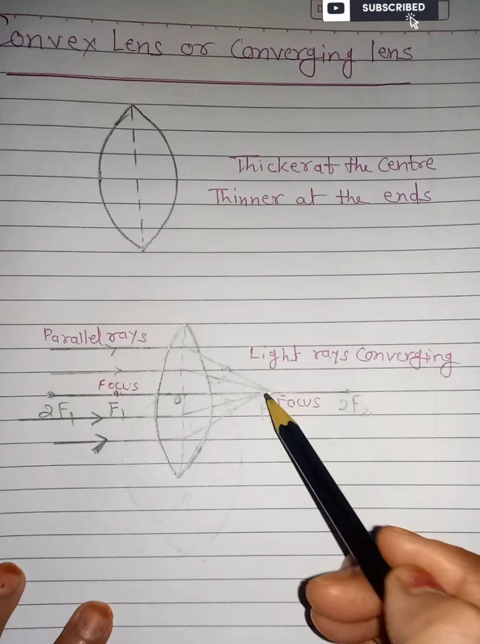 SUBSCRIBED
Convex Lens or Converging lens
Thicker at the Centre
Thinner at the ends
Parallel rays
Light rays Converging
Focus
2F₁ F₁
Focus 2F₂